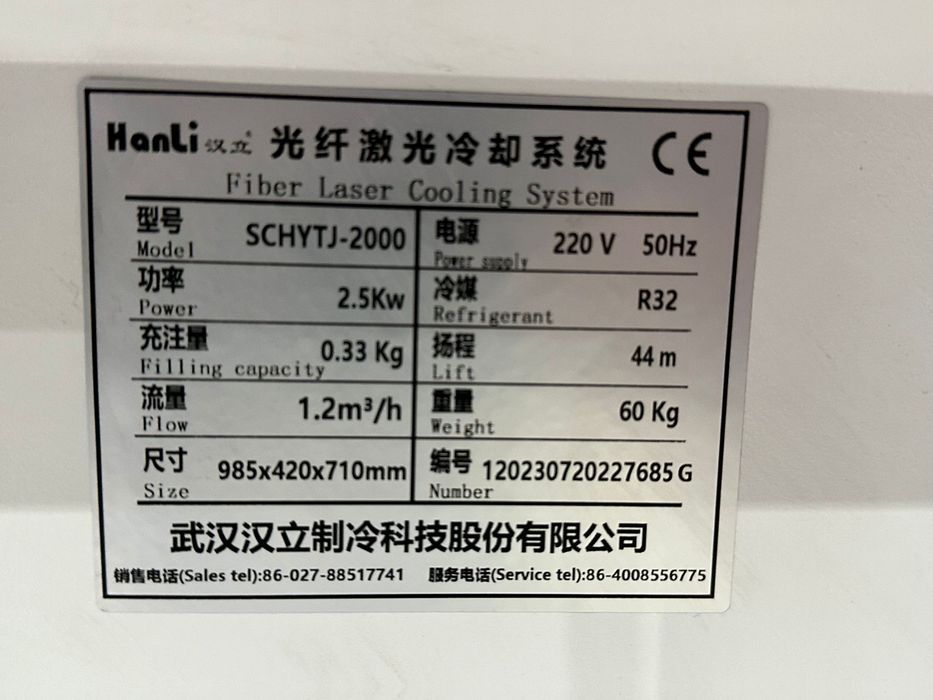 HanLi 汉立® 光纤激光冷却系统 CE
Fiber Laser Cooling System
型号 Model SCHYTJ-2000 电源 Power supply 220 V 50Hz
功率 Power 2.5Kw 冷媒 Refrigerant R32
充注量 Filling capacity 0.33 Kg 扬程 Lift 44 m
流量 Flow 1.2m³/h 重量 Weight 60 Kg
尺寸 Size 985x420x710mm 编号 Number 120230720227685 G
武汉汉立制冷科技股份有限公司
销售电话(Sales tel):86-027-88517741 服务电话(Service tel):86-4008556775